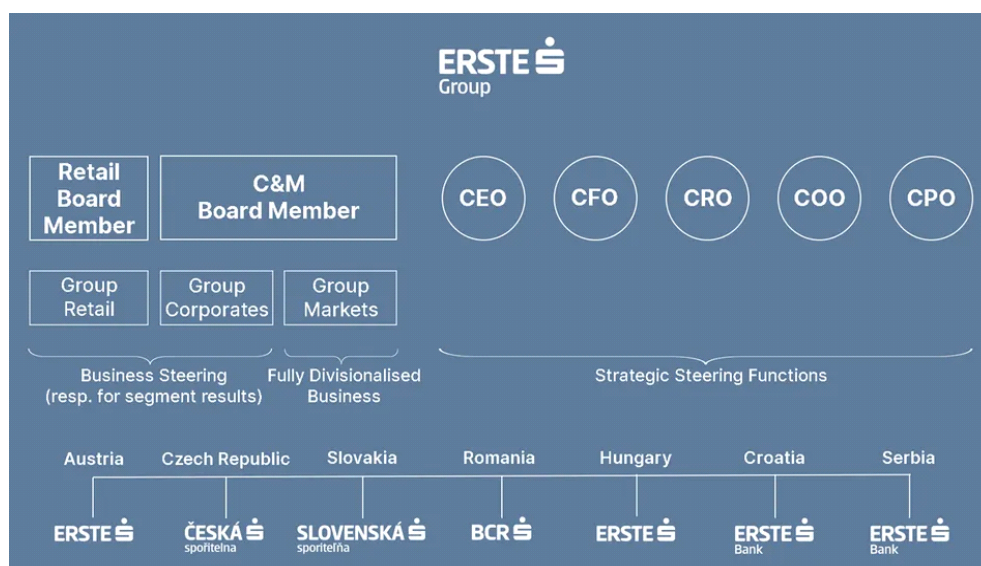 ERSTE S
Group
Retail
Board
Member
C&M
Board Member
CEO
CFO
CRO
COO
CPO
Group
Retail
Group
Corporates
Group
Markets
Business Steering
(resp. for segment results)
Fully Divisionalised
Business
Strategic Steering Functions
Austria
Czech Republic
Slovakia
Romania
Hungary
Croatia
Serbia
ERSTE S
ČESKÁ S
spořitelna
SLOVENSKÁ S
sporiteľňa
BCR S
ERSTE S
ERSTE S
Bank
ERSTE S
Bank